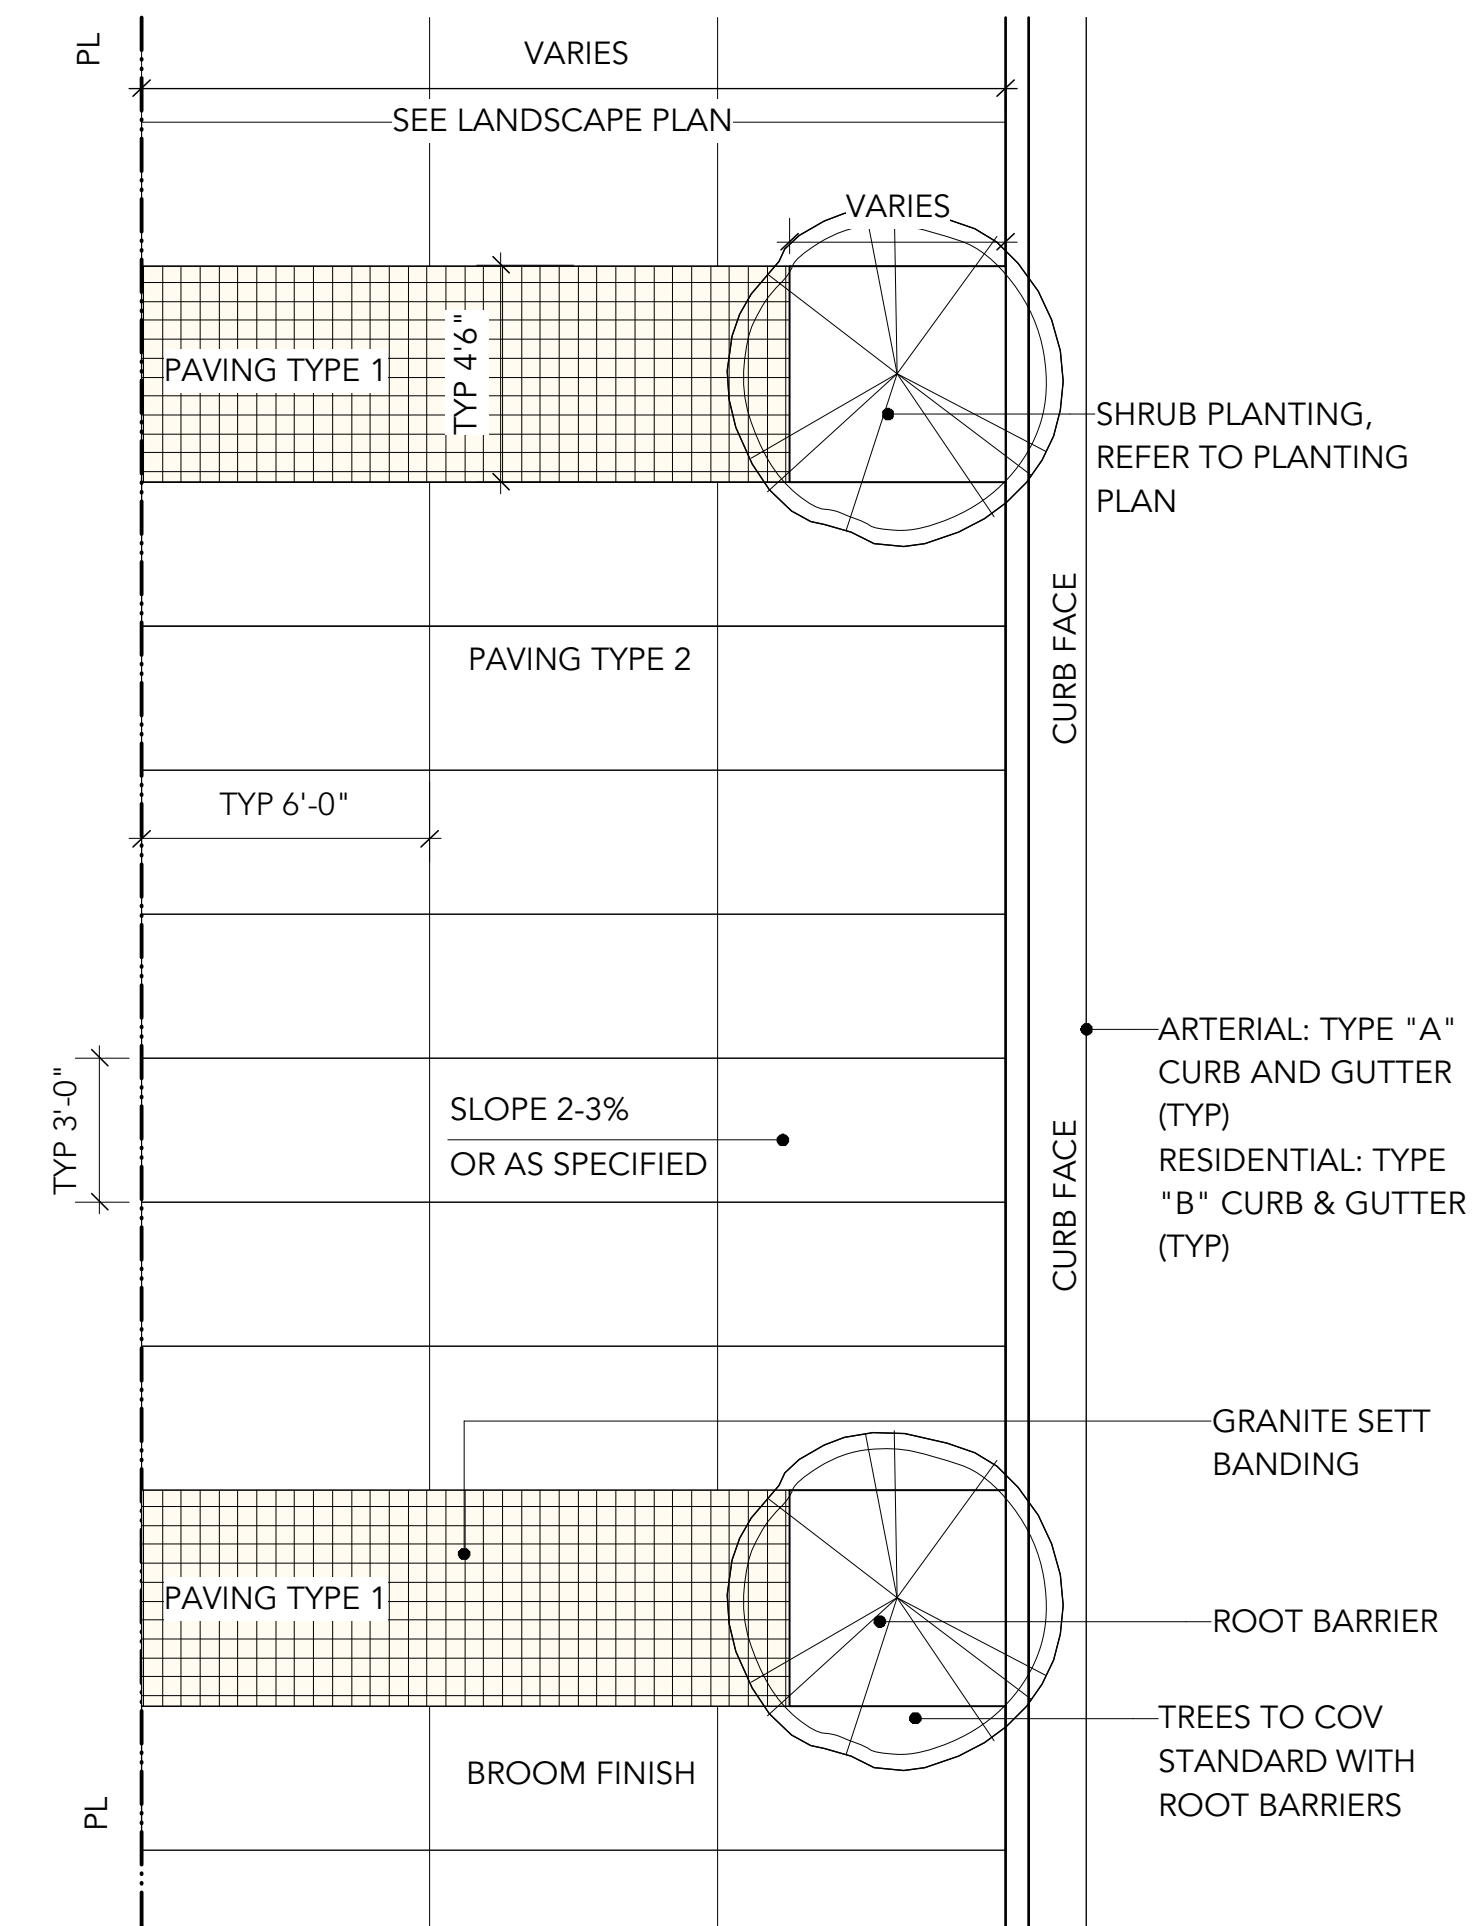 PL
VARIES
SEE LANDSCAPE PLAN
VARIES
PAVING TYPE 1
TYP 4'6"
SHRUB PLANTING,
REFER TO PLANTING
PLAN
CURB FACE
PAVING TYPE 2
TYP 6'-0"
ARTERIAL: TYPE "A"
CURB AND GUTTER
(TYP)
RESIDENTIAL: TYPE
"B" CURB & GUTTER
(TYP)
TYP 3'-0"
SLOPE 2-3%
OR AS SPECIFIED
CURB FACE
GRANITE SETT
BANDING
PAVING TYPE 1
ROOT BARRIER
TREES TO COV
STANDARD WITH
ROOT BARRIERS
BROOM FINISH
PL